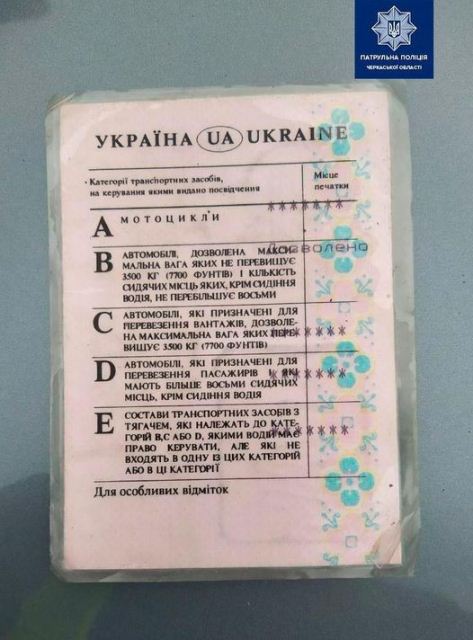 ПАТРУЛЬНА ПОЛІЦІЯ
ЧЕРКАСЬКОЇ ОБЛАСТІ
УКРАЇНА UA UKRAINE
Категорії транспортних засобів,
на керування якими видано посвідчення
Місце
печатки
A МОТОЦИКЛИ
*******
B АВТОМОБІЛІ, ДОЗВОЛЕНА МАКСИ-
МАЛЬНА ВАГА ЯКИХ НЕ ПЕРЕВИЩУЄ
3500 КГ (7700 ФУНТІВ) І КІЛЬКІСТЬ
СИДЯЧИХ МІСЦЬ ЯКИХ, КРІМ СИДІННЯ
ВОДІЯ, НЕ ПЕРЕБІЛЬШУЄ ВОСЬМИ
Дозволено
C АВТОМОБІЛІ, ЯКІ ПРИЗНАЧЕНІ ДЛЯ
ПЕРЕВЕЗЕННЯ ВАНТАЖІВ, ДОЗВОЛЕ-
НА МАКСИМАЛЬНА ВАГА ЯКИХ ПЕРЕ-
ВИЩУЄ 3500 КГ (7700 ФУНТІВ)
*******
D АВТОМОБІЛІ, ЯКІ ПРИЗНАЧЕНІ ДЛЯ
ПЕРЕВЕЗЕННЯ ПАСАЖИРІВ І ЯКІ
МАЮТЬ БІЛЬШЕ ВОСЬМИ СИДЯЧИХ
МІСЦЬ, КРІМ СИДІННЯ ВОДІЯ
*******
E СОСТАВИ ТРАНСПОРТНИХ ЗАСОБІВ З
ТЯГАЧЕМ, ЯКІ НАЛЕЖАТЬ ДО КАТЕ-
ГОРІЙ В,С АБО D, ЯКИМИ ВОДІЙ МАЄ
ПРАВО КЕРУВАТИ, АЛЕ ЯКІ НЕ
ВХОДЯТЬ В ОДНУ ІЗ ЦИХ КАТЕГОРІЙ
АБО В ЦІ КАТЕГОРІЇ
*******
Для особливих відміток